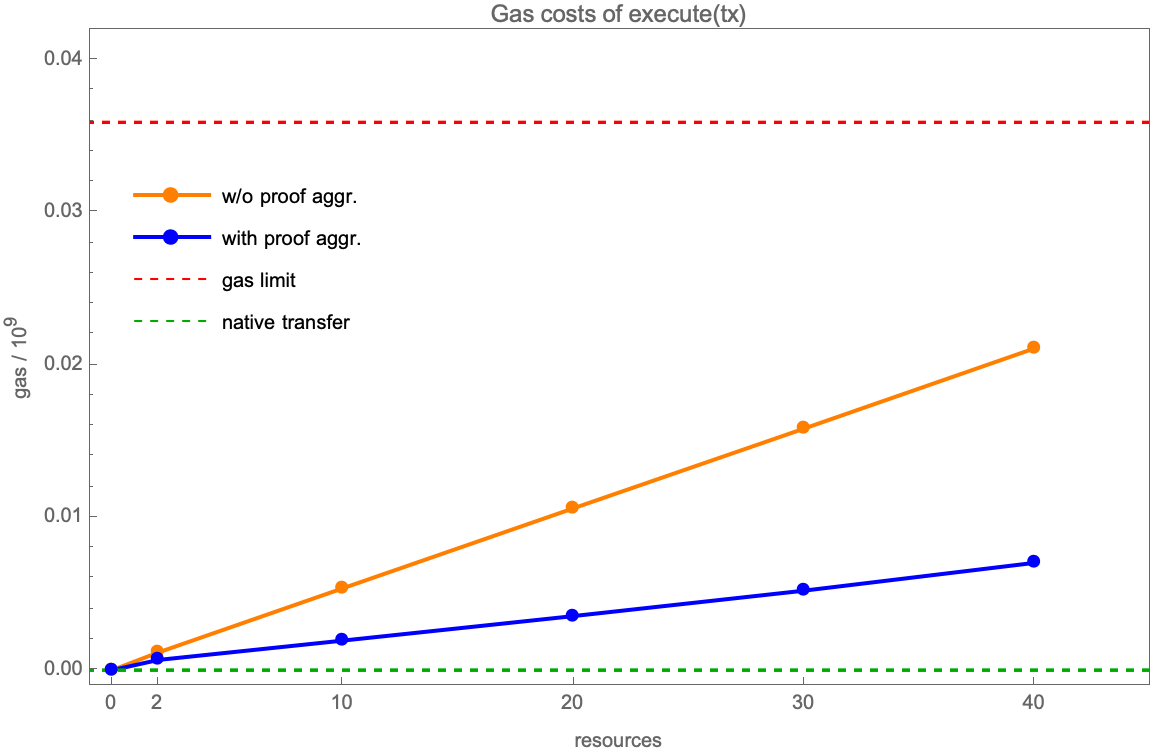 Gas costs of execute(tx)
0.04
0.03
0.02
0.01
0.00
gas / 10⁹
w/o proof aggr.
with proof aggr.
gas limit
native transfer
0 2 10 20 30 40
resources